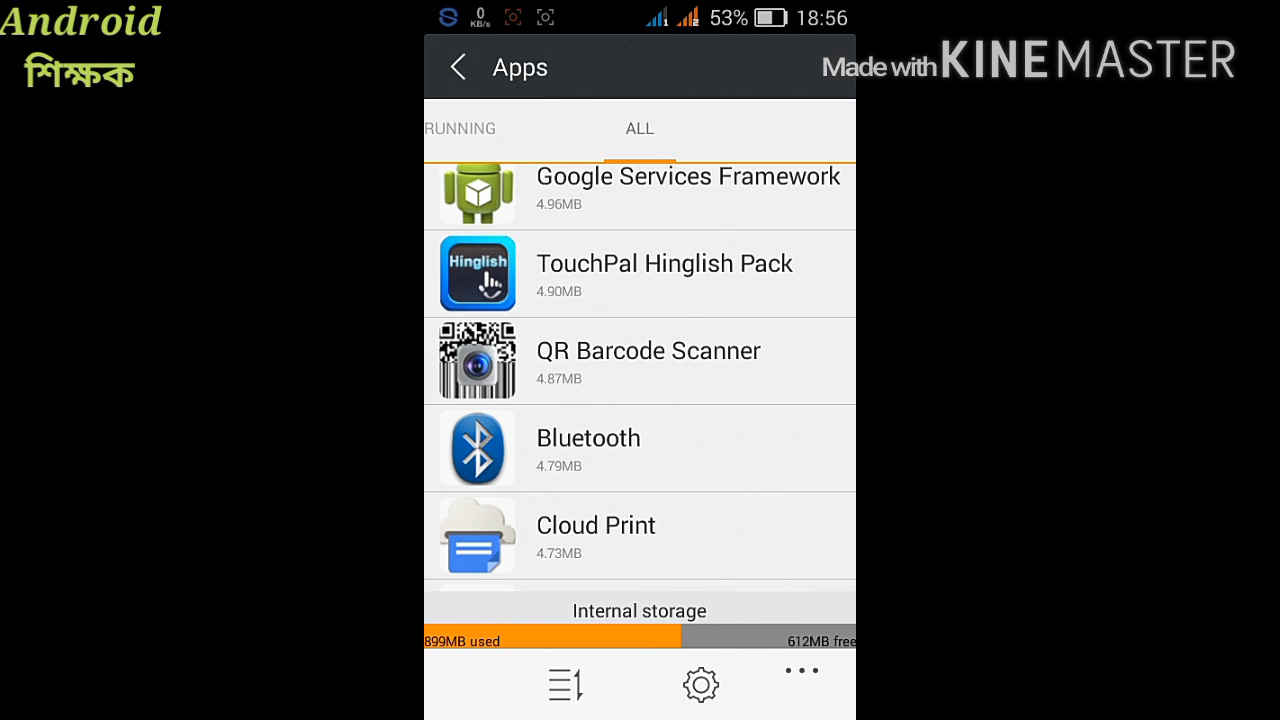 Android
শিক্ষক
0
KB/s
1
2
53%
18:56
Apps
Made with KINEMASTER
RUNNING
ALL
Google Services Framework
4.96MB
Hinglish
TouchPal Hinglish Pack
4.90MB
QR Barcode Scanner
4.87MB
Bluetooth
4.79MB
Cloud Print
4.73MB
Internal storage
899MB used
612MB free